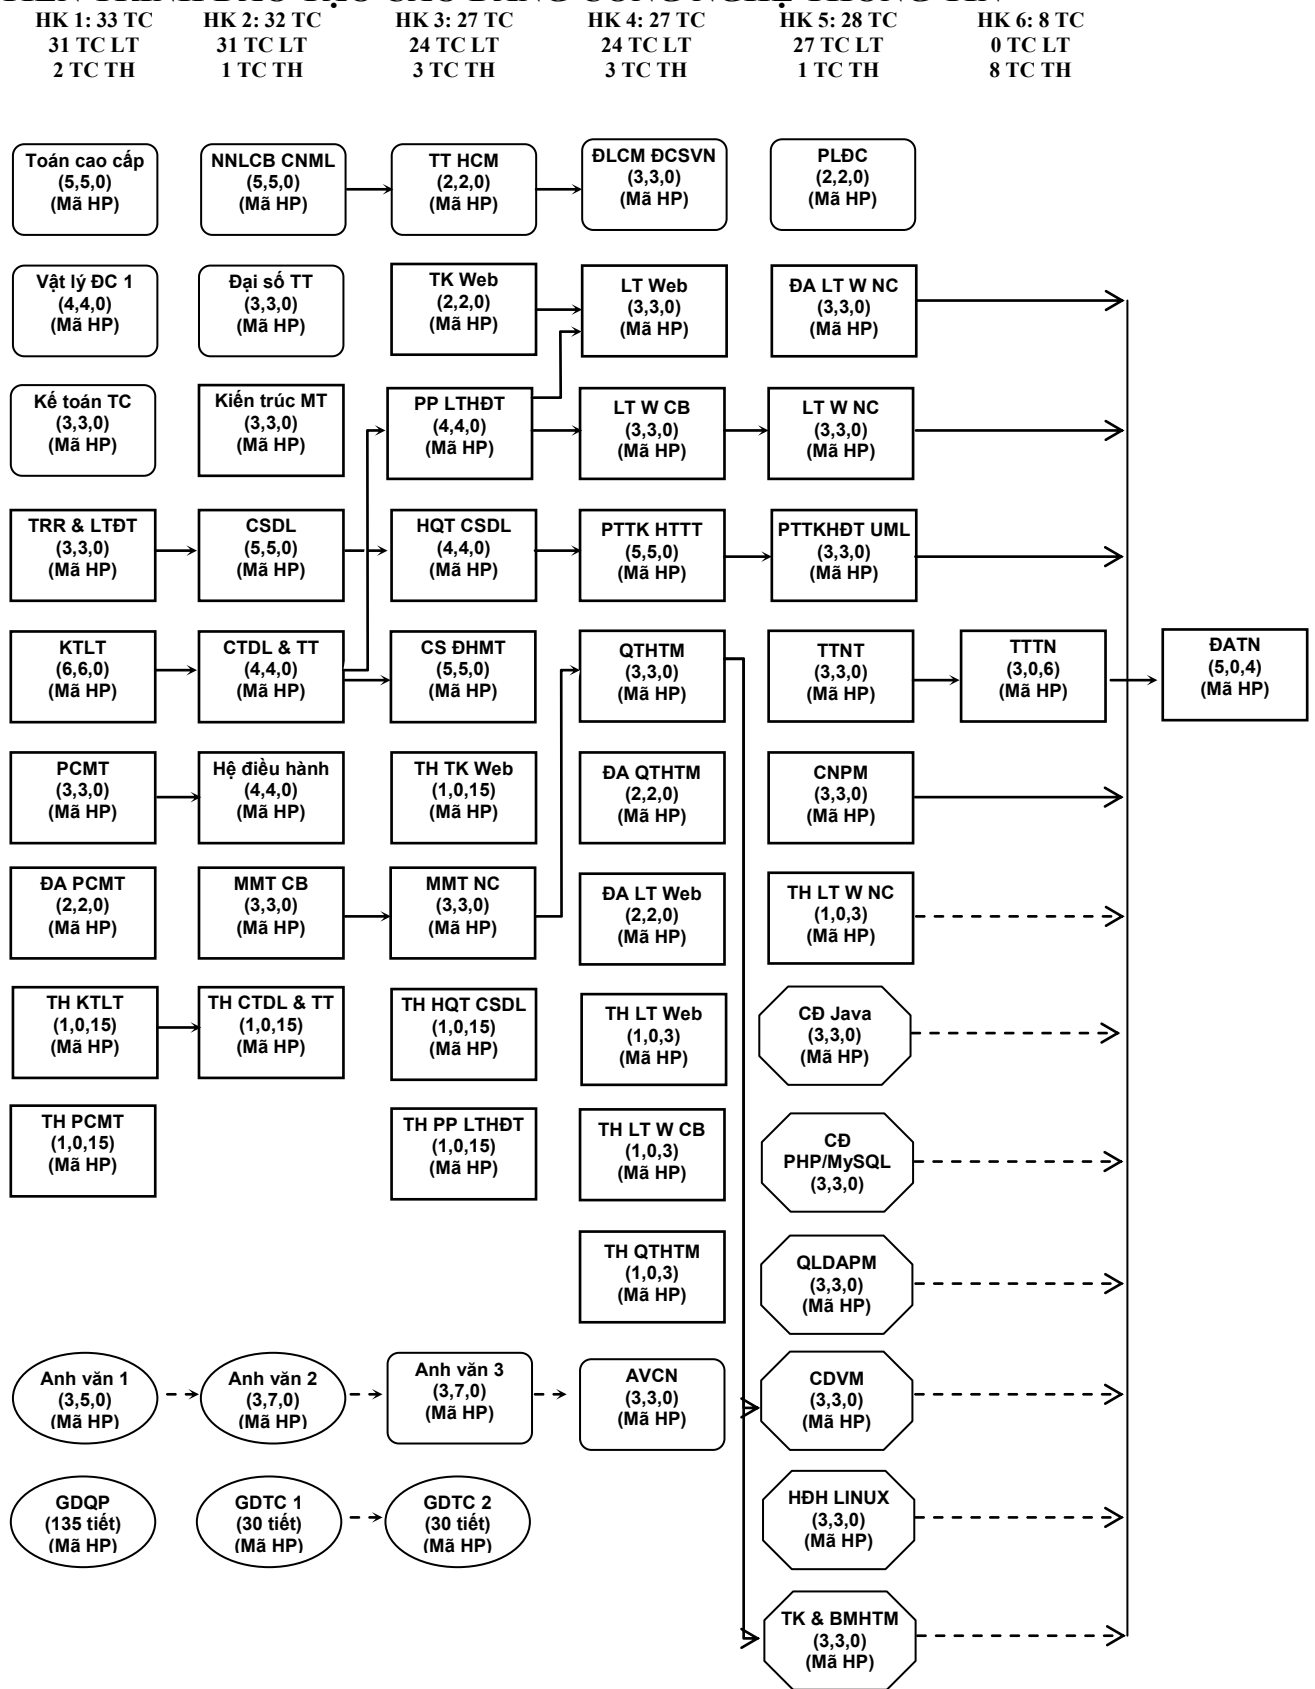 TIẾN TRÌNH ĐÀO TẠO CAO ĐẲNG CÔNG NGHỆ THÔNG TIN
HK 1: 33 TC
31 TC LT
2 TC TH
HK 2: 32 TC
31 TC LT
1 TC TH
HK 3: 27 TC
24 TC LT
3 TC TH
HK 4: 27 TC
24 TC LT
3 TC TH
HK 5: 28 TC
27 TC LT
1 TC TH
HK 6: 8 TC
0 TC LT
8 TC TH
Toán cao cấp
(5,5,0)
(Mã HP)
NNLCB CNML
(5,5,0)
(Mã HP)
TT HCM
(2,2,0)
(Mã HP)
ĐLCM ĐCSVN
(3,3,0)
(Mã HP)
PLĐC
(2,2,0)
(Mã HP)
Vật lý ĐC 1
(4,4,0)
(Mã HP)
Đại số TT
(3,3,0)
(Mã HP)
TK Web
(2,2,0)
(Mã HP)
LT Web
(3,3,0)
(Mã HP)
ĐA LT W NC
(3,3,0)
(Mã HP)
Kế toán TC
(3,3,0)
(Mã HP)
Kiến trúc MT
(3,3,0)
(Mã HP)
PP LTHĐT
(4,4,0)
(Mã HP)
LT W CB
(3,3,0)
(Mã HP)
LT W NC
(3,3,0)
(Mã HP)
TRR & LTĐT
(3,3,0)
(Mã HP)
CSDL
(5,5,0)
(Mã HP)
HQT CSDL
(4,4,0)
(Mã HP)
PTTK HTTT
(5,5,0)
(Mã HP)
PTTKHĐT UML
(3,3,0)
(Mã HP)
KTLT
(6,6,0)
(Mã HP)
CTDL & TT
(4,4,0)
(Mã HP)
CS ĐHMT
(5,5,0)
(Mã HP)
QTHTM
(3,3,0)
(Mã HP)
TTNT
(3,3,0)
(Mã HP)
TTTN
(3,0,6)
(Mã HP)
ĐATN
(5,0,4)
(Mã HP)
PCMT
(3,3,0)
(Mã HP)
Hệ điều hành
(4,4,0)
(Mã HP)
TH TK Web
(1,0,15)
(Mã HP)
ĐA QTHTM
(2,2,0)
(Mã HP)
CNPM
(3,3,0)
(Mã HP)
ĐA PCMT
(2,2,0)
(Mã HP)
MMT CB
(3,3,0)
(Mã HP)
MMT NC
(3,3,0)
(Mã HP)
ĐA LT Web
(2,2,0)
(Mã HP)
TH LT W NC
(1,0,3)
(Mã HP)
TH KTLT
(1,0,15)
(Mã HP)
TH CTDL & TT
(1,0,15)
(Mã HP)
TH HQT CSDL
(1,0,15)
(Mã HP)
TH LT Web
(1,0,3)
(Mã HP)
CĐ Java
(3,3,0)
(Mã HP)
TH PCMT
(1,0,15)
(Mã HP)
TH PP LTHĐT
(1,0,15)
(Mã HP)
TH LT W CB
(1,0,3)
(Mã HP)
CĐ
PHP/MySQL
(3,3,0)
TH QTHTM
(1,0,3)
(Mã HP)
QLDAPM
(3,3,0)
(Mã HP)
Anh văn 1
(3,5,0)
(Mã HP)
Anh văn 2
(3,7,0)
(Mã HP)
Anh văn 3
(3,7,0)
(Mã HP)
AVCN
(3,3,0)
(Mã HP)
CDVM
(3,3,0)
(Mã HP)
GDQP
(135 tiết)
(Mã HP)
GDTC 1
(30 tiết)
(Mã HP)
GDTC 2
(30 tiết)
(Mã HP)
HĐH LINUX
(3,3,0)
(Mã HP)
TK & BMHTM
(3,3,0)
(Mã HP)